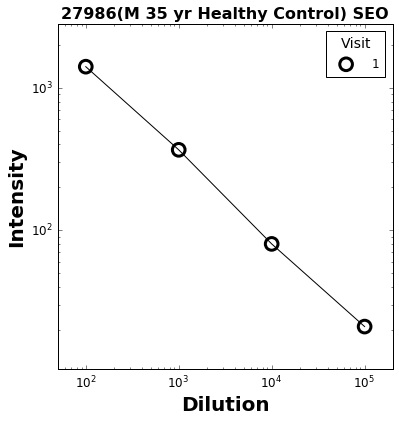 27986(M 35 yr Healthy Control) SEO
Visit
1
Intensity
10³
10²
10² 10³ 10⁴ 10⁵
Dilution